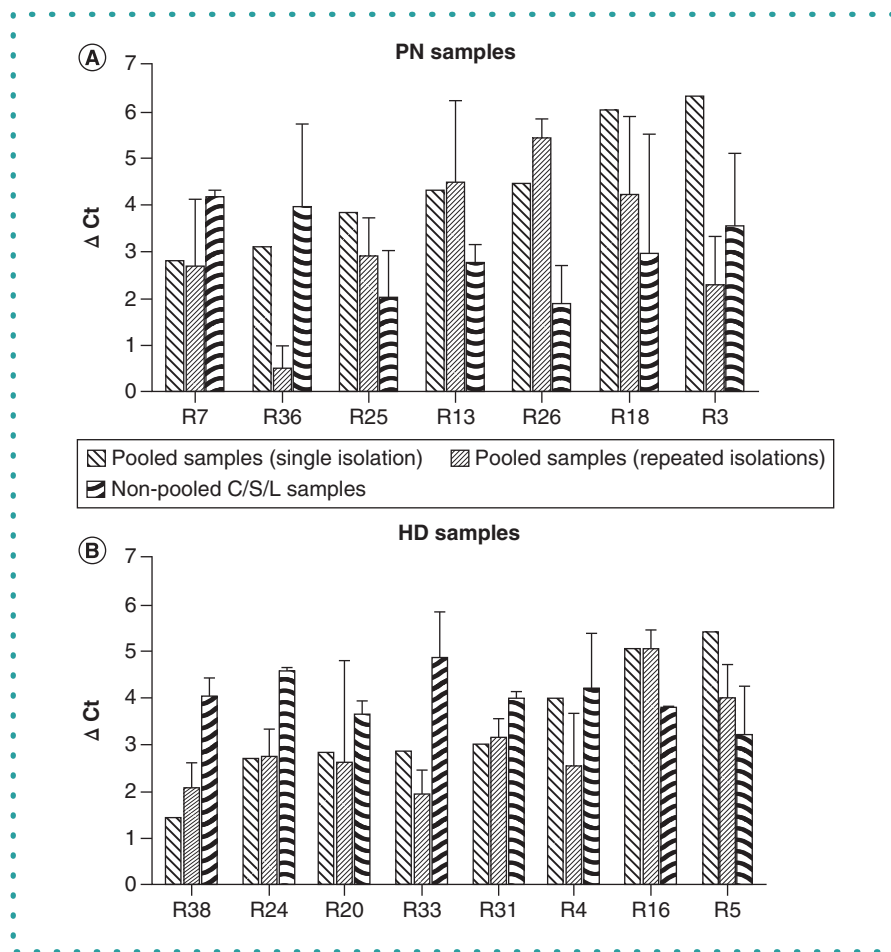 A
PN samples
7
6
5
4
3
2
1
0
Δ Ct
R7 R36 R25 R13 R26 R18 R3
Pooled samples (single isolation) Pooled samples (repeated isolations)
Non-pooled C/S/L samples
B
HD samples
7
6
5
4
3
2
1
0
Δ Ct
R38 R24 R20 R33 R31 R4 R16 R5